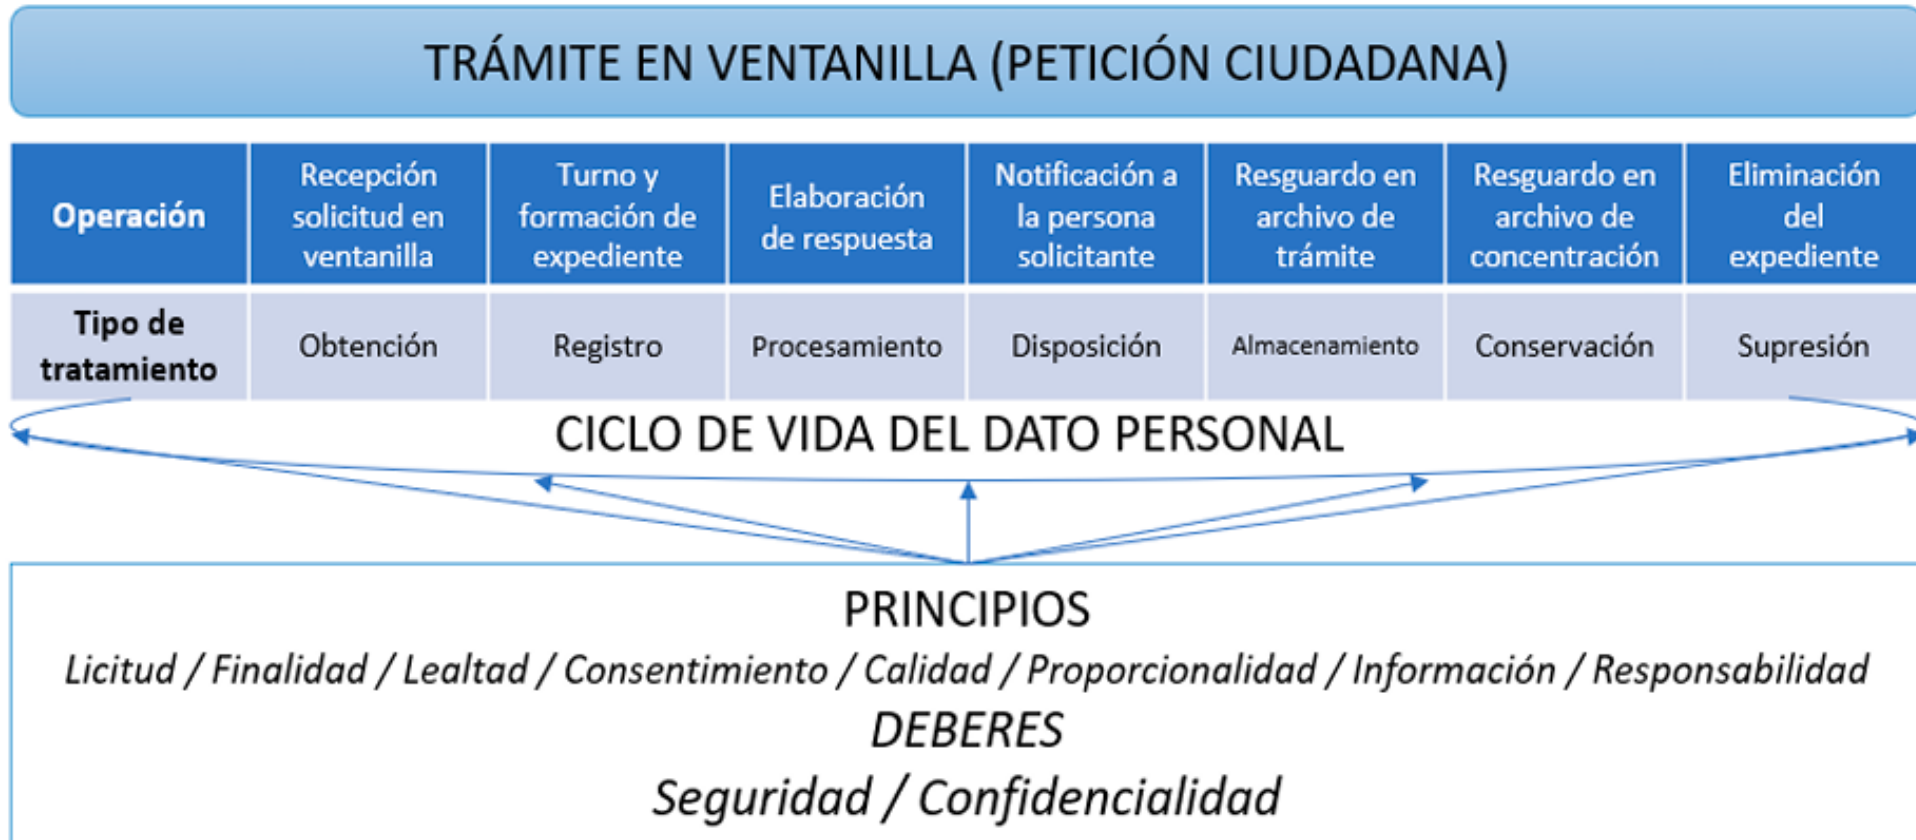 TRÁMITE EN VENTANILLA (PETICIÓN CIUDADANA)
Operación
Recepción
solicitud en
ventanilla
Turno y
formación de
expediente
Elaboración
de respuesta
Notificación a
la persona
solicitante
Resguardo en
archivo de
trámite
Resguardo en
archivo de
concentración
Eliminación
del
expediente
Tipo de
tratamiento
Obtención
Registro
Procesamiento
Disposición
Almacenamiento
Conservación
Supresión
CICLO DE VIDA DEL DATO PERSONAL
PRINCIPIOS
Licitud / Finalidad / Lealtad / Consentimiento / Calidad / Proporcionalidad / Información / Responsabilidad
DEBERES
Seguridad / Confidencialidad